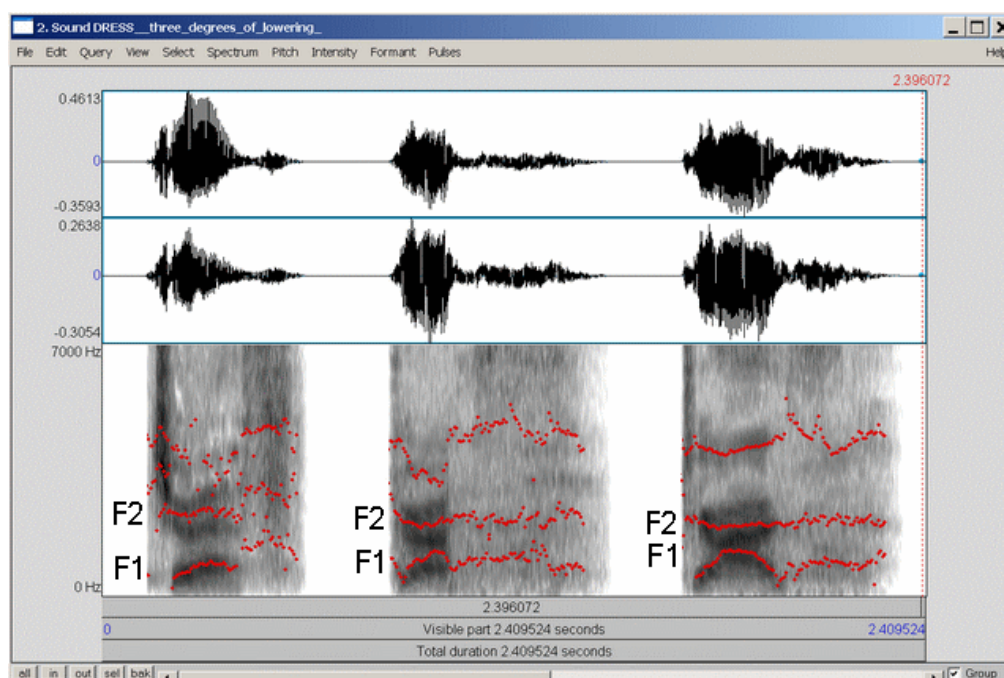 2. Sound DRESS__three_degrees_of_lowering_
File Edit Query View Select Spectrum Pitch Intensity Formant Pulses Help
2.396072
0.4613
0
-0.3593
0.2638
0
-0.3054
7000 Hz
F2 F2 F2
F1 F1 F1
0 Hz
2.396072
0 Visible part 2.409524 seconds 2.409524
Total duration 2.409524 seconds
all in out sel bak Group